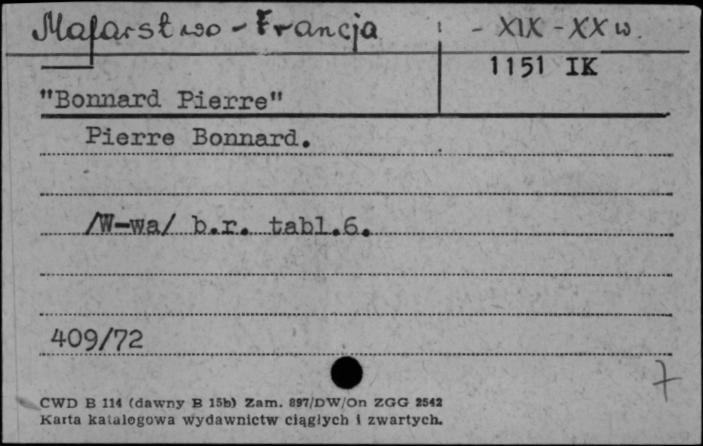 Malarstwo - Francja - XIX - XX w.
1151 IK
"Bonnard Pierre"
Pierre Bonnard.
/W-wa/ b.r. tabl.6.
409/72
7
CWD B 114 (dawny B 15b) Zam. 897/DW/On ZGG 2542
Karta katalogowa wydawnictw ciągłych i zwartych.